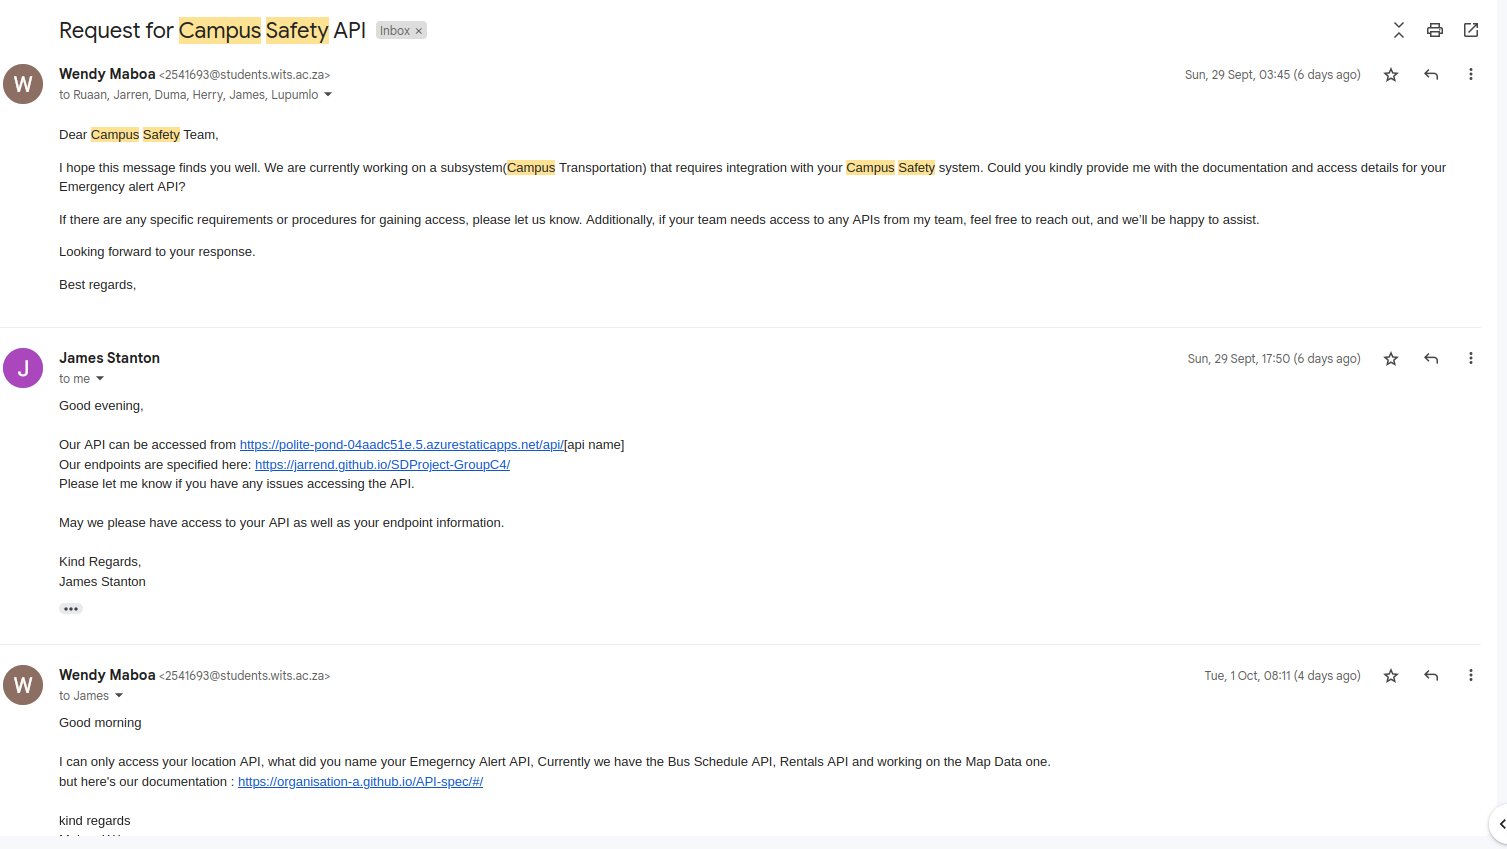 Request for Campus Safety API Inbox ×
W
Wendy Maboa <2541693@students.wits.ac.za>
Sun, 29 Sept, 03:45 (6 days ago)
to Ruaan, Jarren, Duma, Herry, James, Lupumlo
Dear Campus Safety Team,
I hope this message finds you well. We are currently working on a subsystem(Campus Transportation) that requires integration with your Campus Safety system. Could you kindly provide me with the documentation and access details for your
Emergency alert API?
If there are any specific requirements or procedures for gaining access, please let us know. Additionally, if your team needs access to any APIs from my team, feel free to reach out, and we'll be happy to assist.
Looking forward to your response.
Best regards,
J
James Stanton
Sun, 29 Sept, 17:50 (6 days ago)
to me
Good evening,
Our API can be accessed from https://polite-pond-04aadc51e.5.azurestaticapps.net/api/[api name]
Our endpoints are specified here: https://jarrend.github.io/SDProject-GroupC4/
Please let me know if you have any issues accessing the API.
May we please have access to your API as well as your endpoint information.
Kind Regards,
James Stanton
W
Wendy Maboa <2541693@students.wits.ac.za>
Tue, 1 Oct, 08:11 (4 days ago)
to James
Good morning
I can only access your location API, what did you name your Emegerncy Alert API, Currently we have the Bus Schedule API, Rentals API and working on the Map Data one.
but here's our documentation : https://organisation-a.github.io/API-spec/#/
kind regards